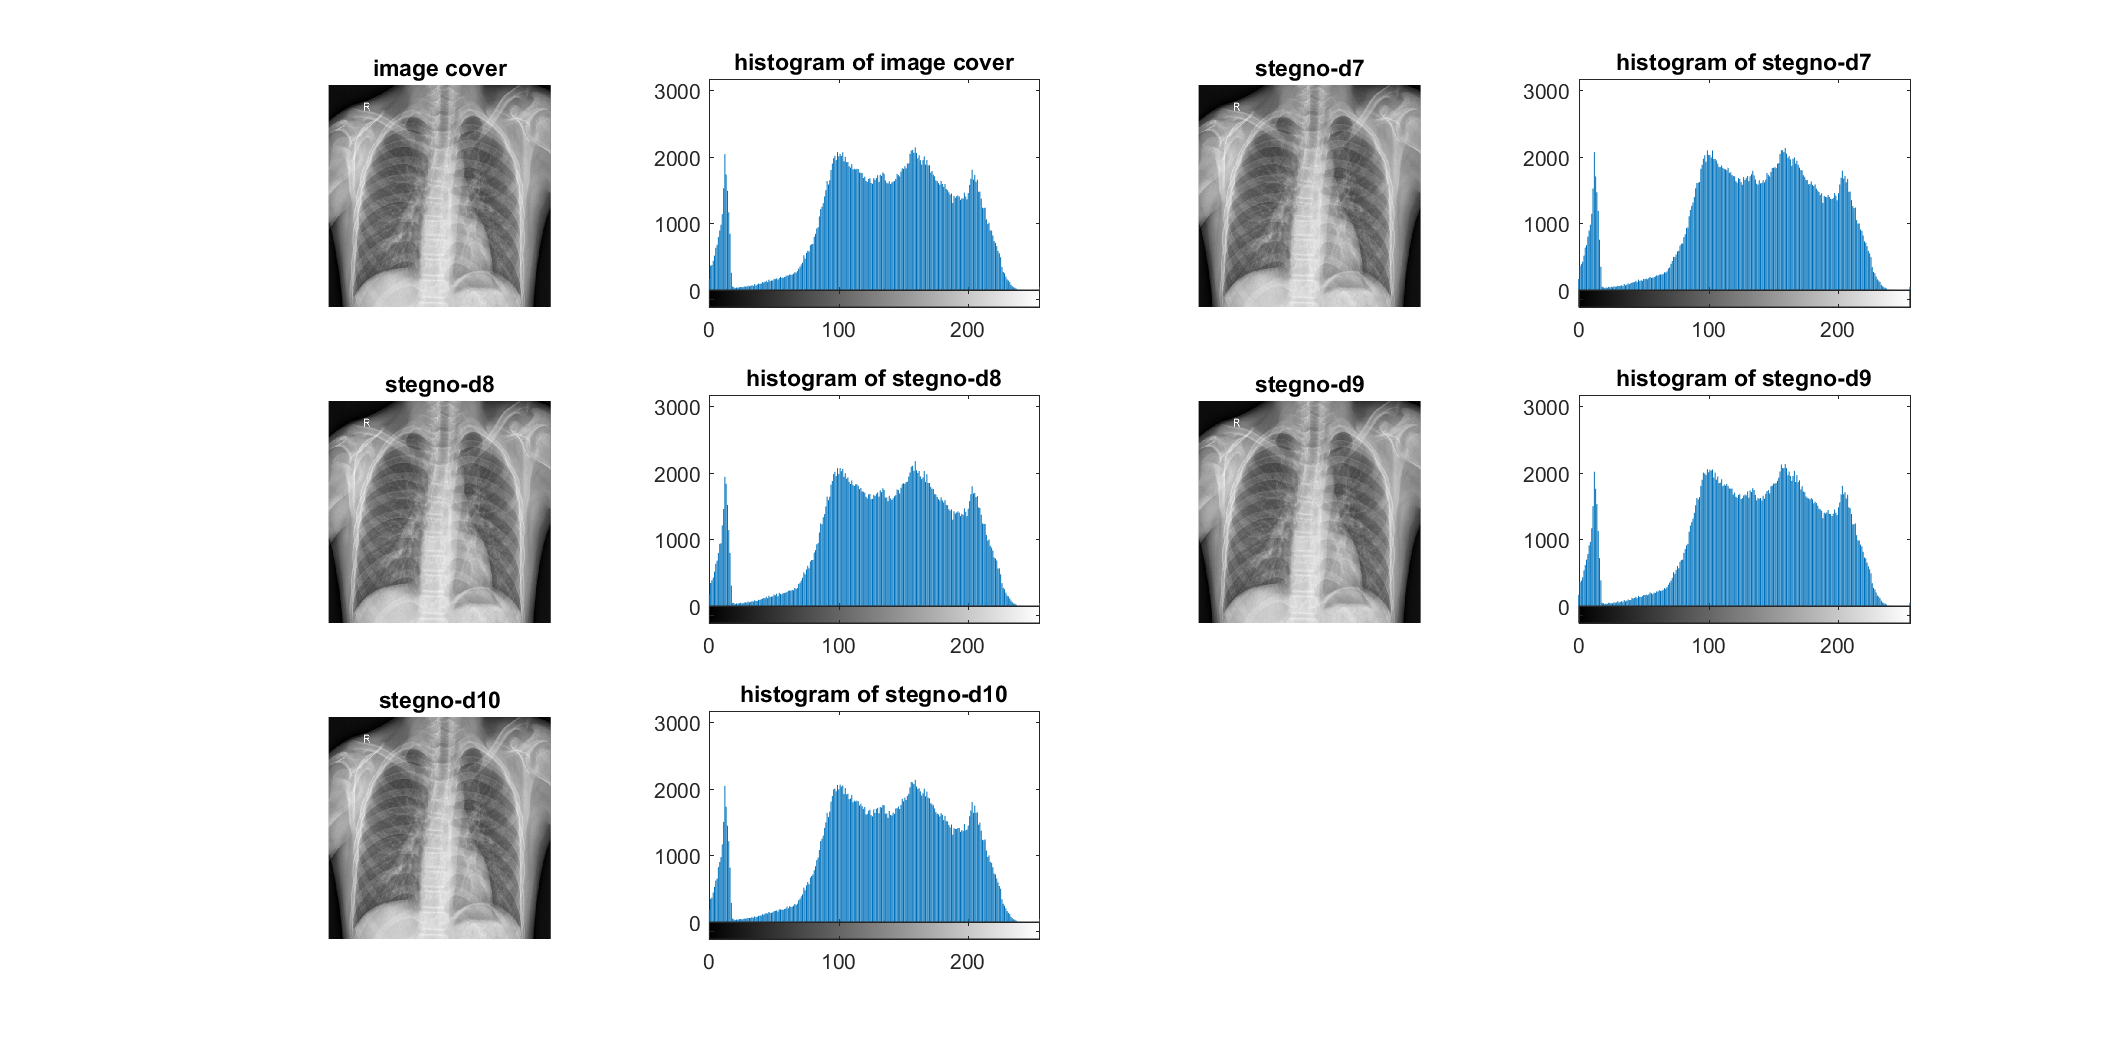 image cover
R
histogram of image cover
3000
2000
1000
0
0 100 200
stegno-d7
R
histogram of stegno-d7
3000
2000
1000
0
0 100 200
stegno-d8
R
histogram of stegno-d8
3000
2000
1000
0
0 100 200
stegno-d9
R
histogram of stegno-d9
3000
2000
1000
0
0 100 200
stegno-d10
R
histogram of stegno-d10
3000
2000
1000
0
0 100 200